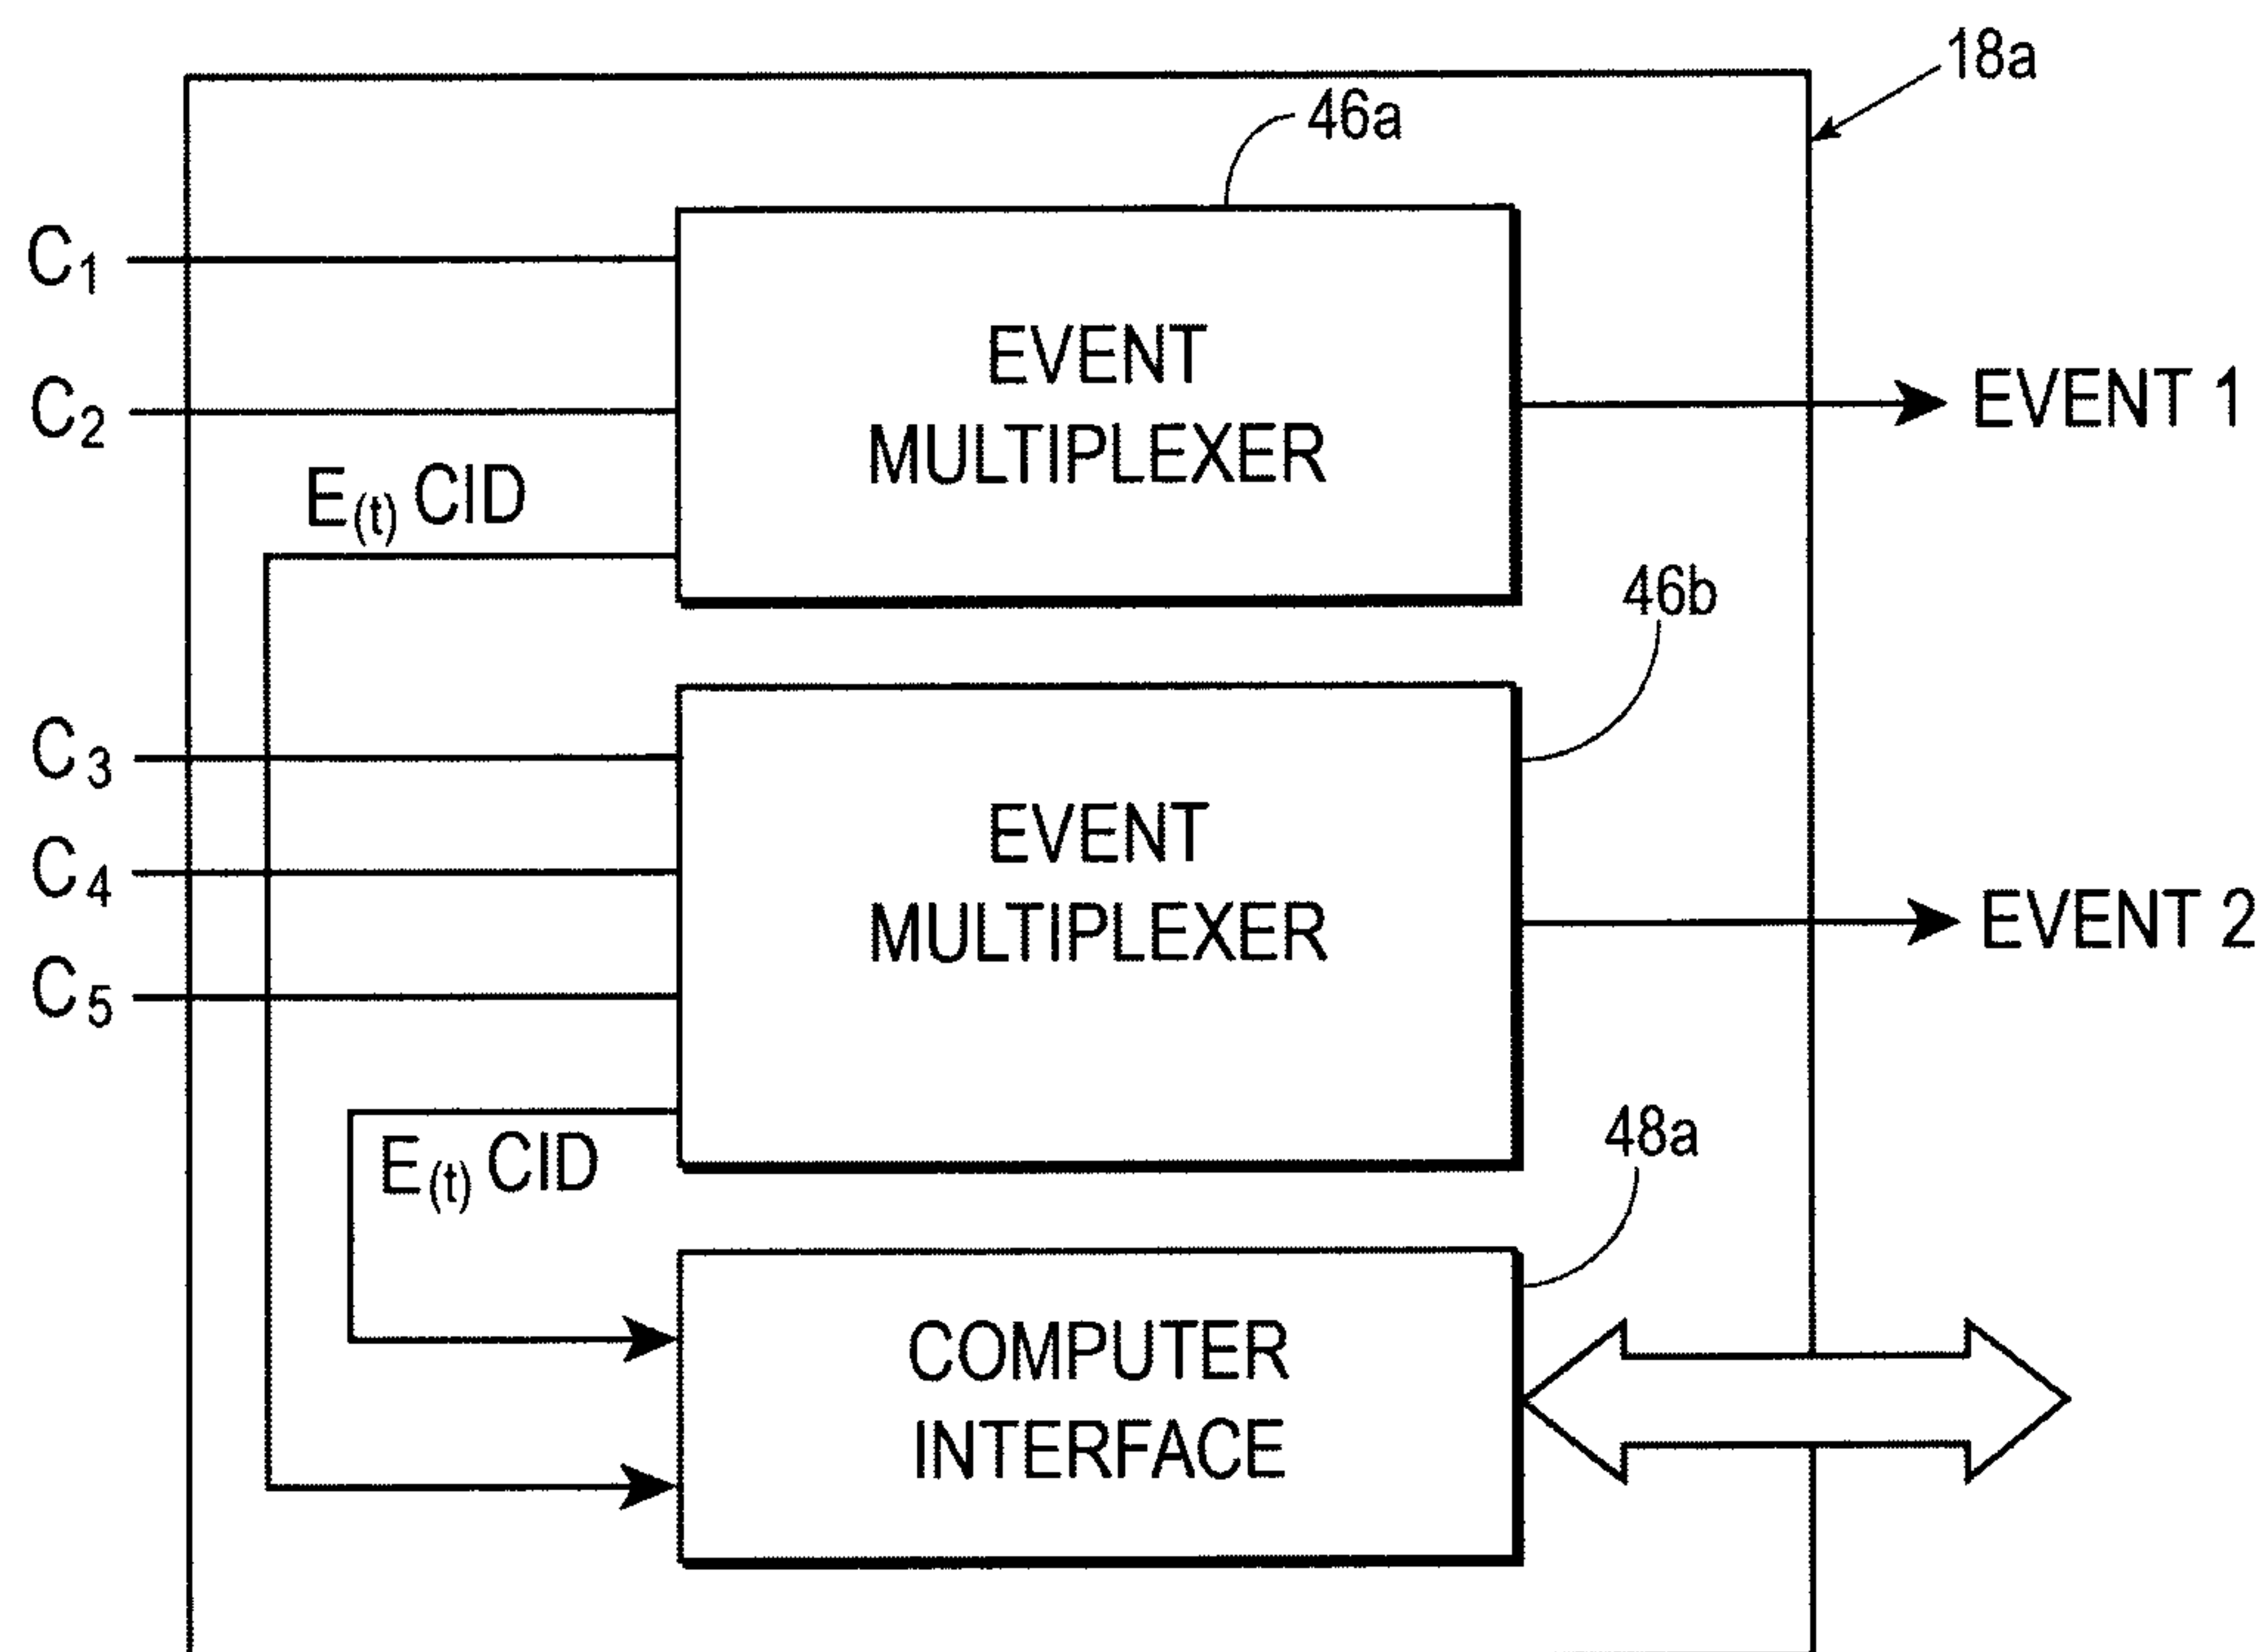 18a
46a
C1
EVENT
MULTIPLEXER
EVENT 1
C2
E(t) CID
46b
C3
EVENT
MULTIPLEXER
C4
EVENT 2
C5
48a
E(t) CID
COMPUTER
INTERFACE